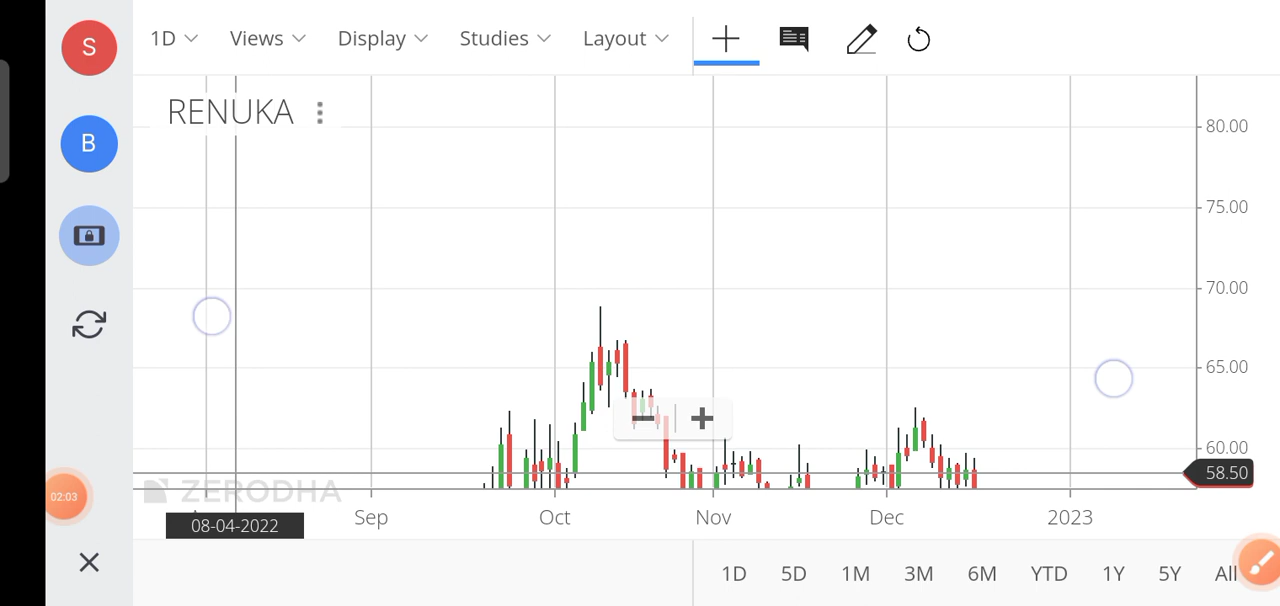 S
1D Views Display Studies Layout
RENUKA
B
80.00
75.00
70.00
65.00
60.00
58.50
ZERODHA
02:03
Sep Oct Nov Dec 2023
08-04-2022
1D 5D 1M 3M 6M YTD 1Y 5Y All